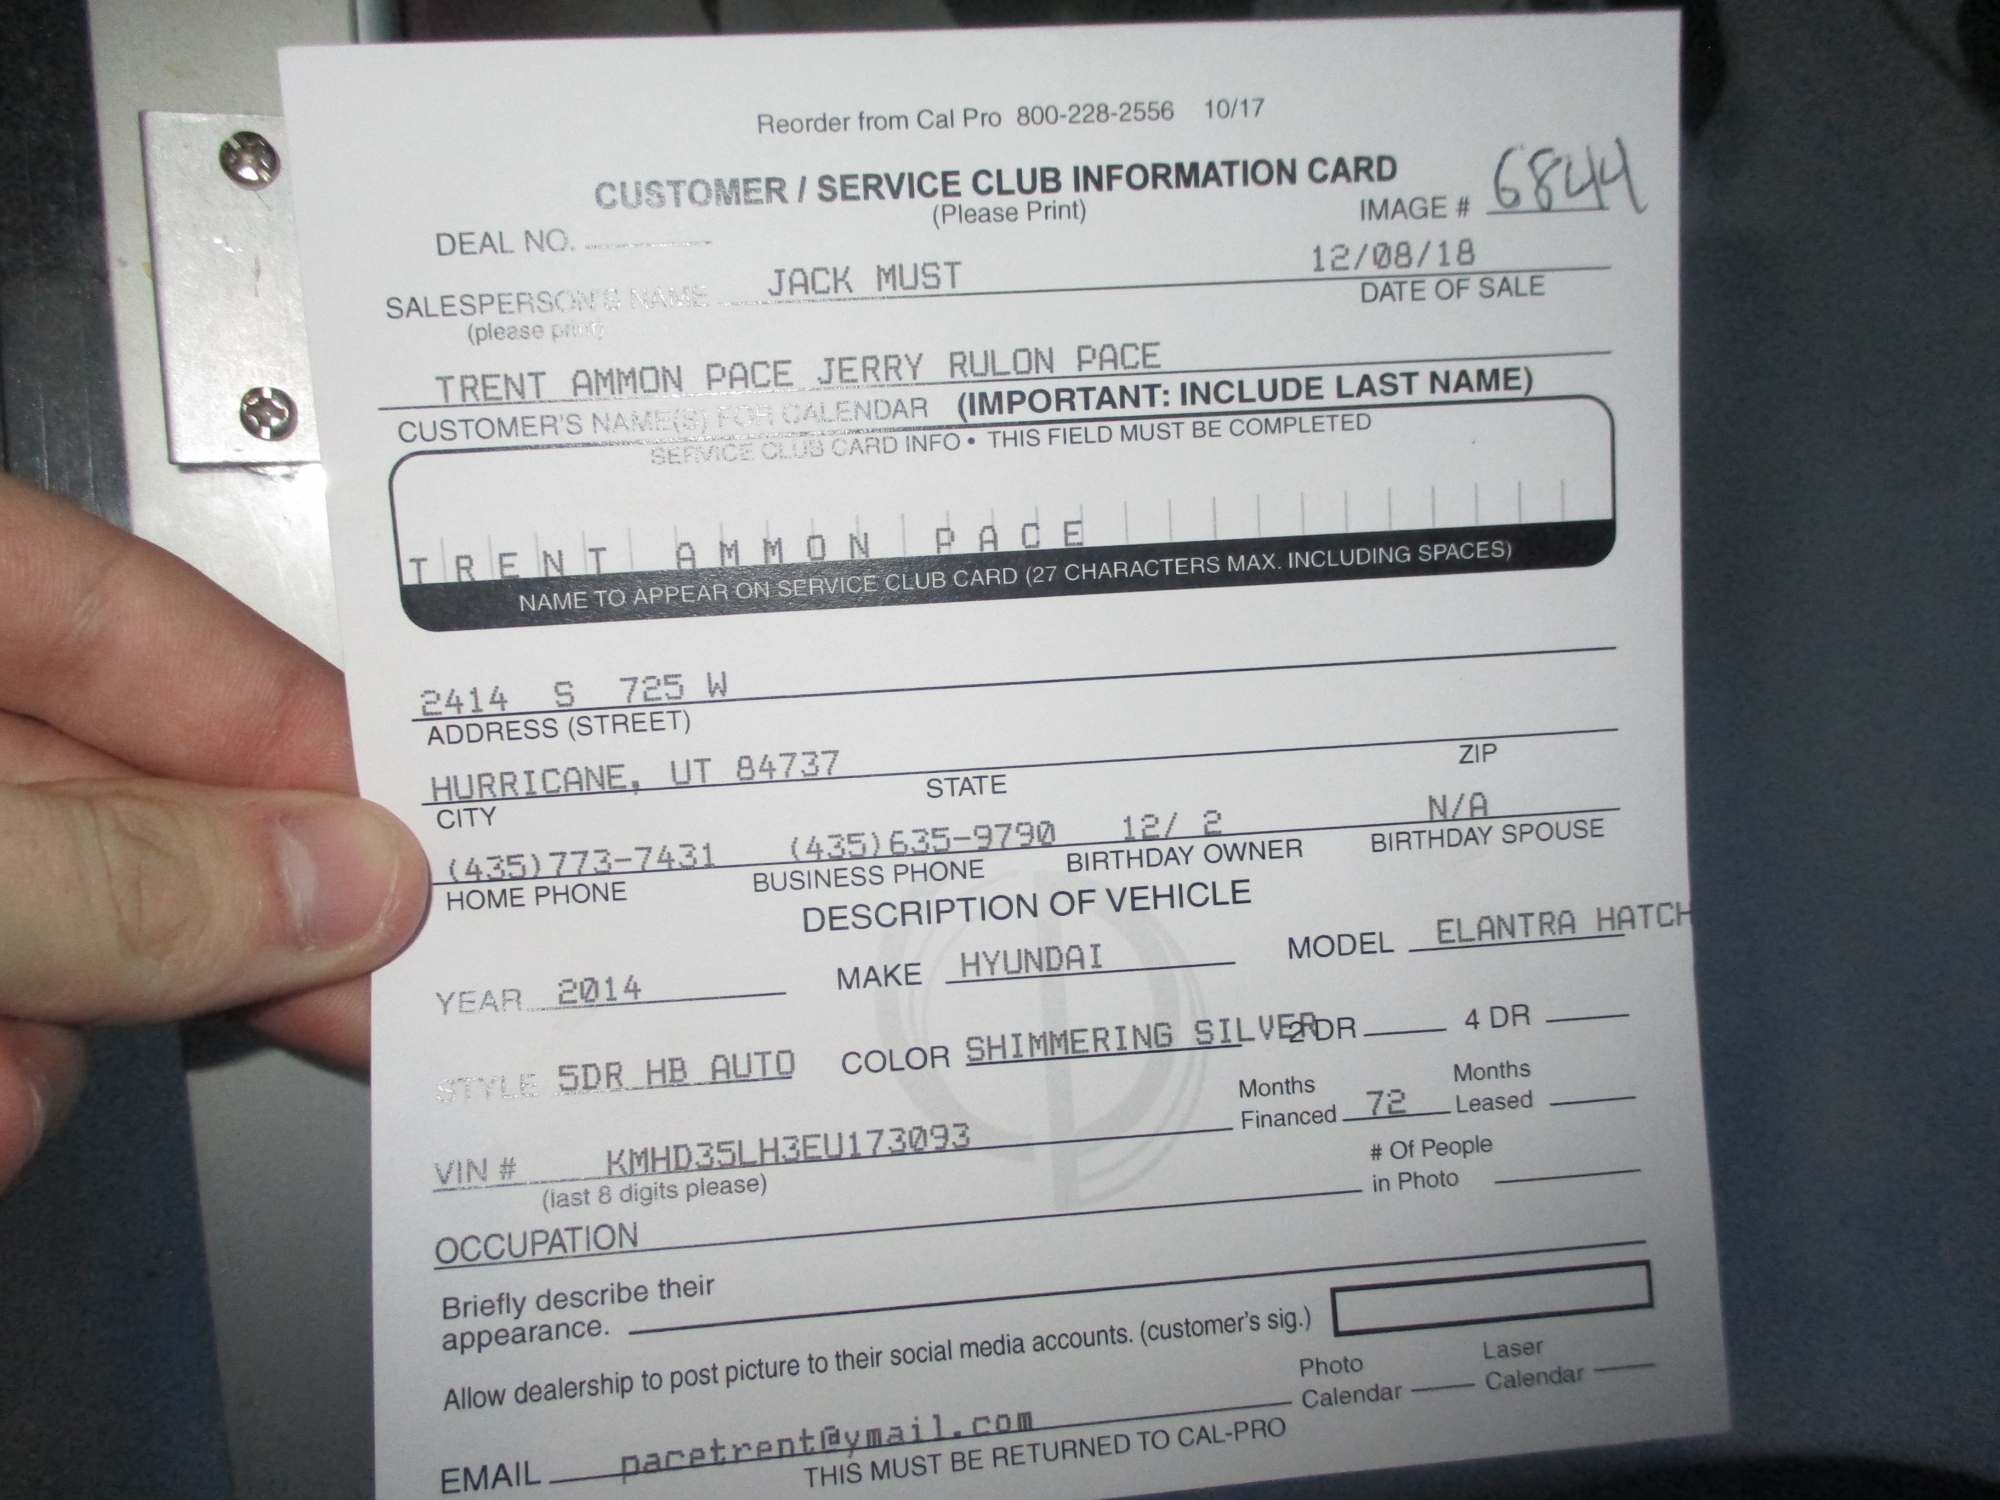 Reorder from Cal Pro 800-228-2556 10/17
CUSTOMER / SERVICE CLUB INFORMATION CARD
(Please Print)
IMAGE # 6844
DEAL NO.
SALESPERSON'S NAME JACK MUST 12/08/18
(please print) DATE OF SALE
TRENT AMMON PACE JERRY RULON PACE
CUSTOMER'S NAME(S) FOR CALENDAR (IMPORTANT: INCLUDE LAST NAME)
SERVICE CLUB CARD INFO • THIS FIELD MUST BE COMPLETED
TRENT AMMON PACE
NAME TO APPEAR ON SERVICE CLUB CARD (27 CHARACTERS MAX. INCLUDING SPACES)
2414 S 725 W
ADDRESS (STREET)
HURRICANE, UT 84737
CITY STATE ZIP
(435)773-7431 (435)635-9790 12/ 2 N/A
HOME PHONE BUSINESS PHONE BIRTHDAY OWNER BIRTHDAY SPOUSE
DESCRIPTION OF VEHICLE
YEAR 2014 MAKE HYUNDAI MODEL ELANTRA HATCH
STYLE 5DR HB AUTO COLOR SHIMMERING SILVER 2 DR 4 DR
VIN # KMHD35LH3EU173093 Months Financed 72 Months Leased
(last 8 digits please)
OCCUPATION # Of People in Photo
Briefly describe their
appearance.
Allow dealership to post picture to their social media accounts. (customer's sig.)
EMAIL pacetrent@ymail.com Photo Calendar Laser Calendar
THIS MUST BE RETURNED TO CAL-PRO